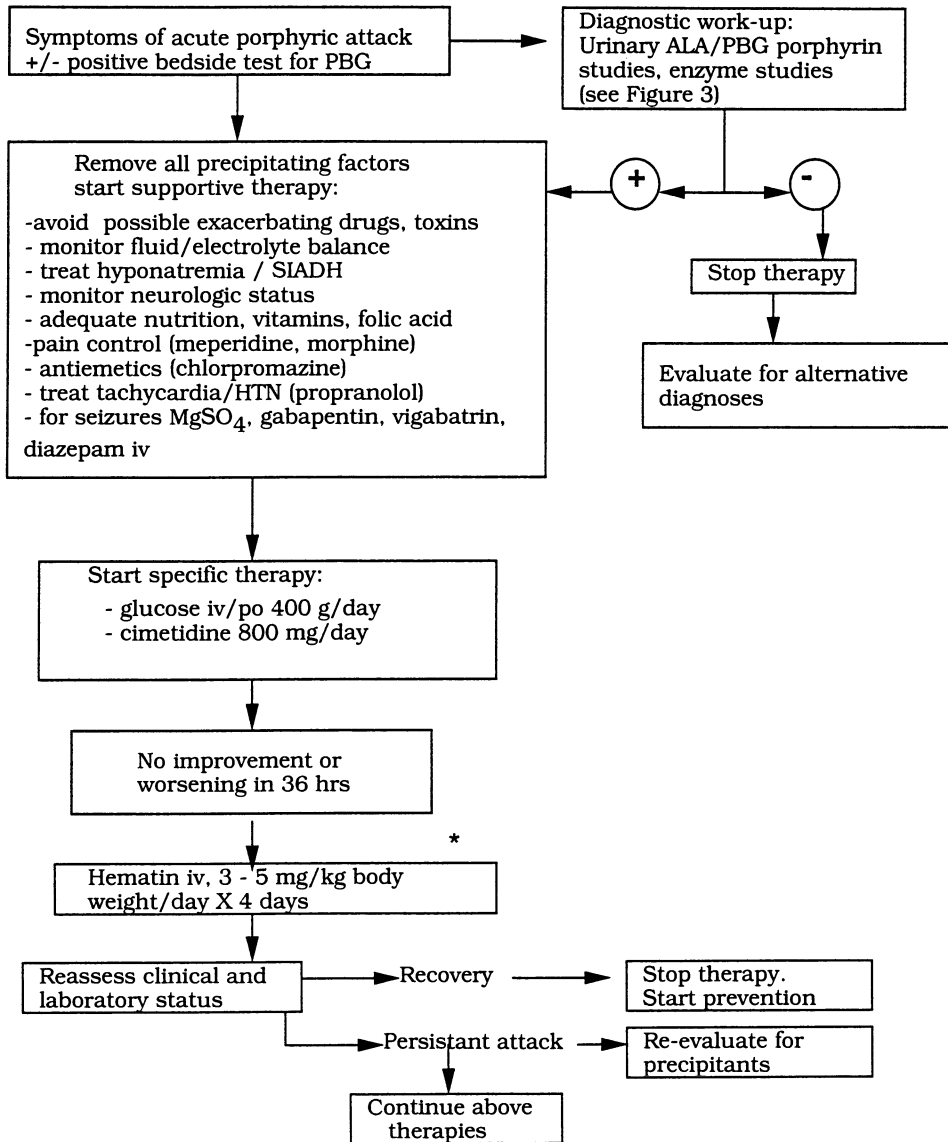 Symptoms of acute porphyric attack
+/- positive bedside test for PBG
Diagnostic work-up:
Urinary ALA/PBG porphyrin
studies, enzyme studies
(see Figure 3)
Remove all precipitating factors
start supportive therapy:
-avoid possible exacerbating drugs, toxins
- monitor fluid/electrolyte balance
- treat hyponatremia / SIADH
- monitor neurologic status
- adequate nutrition, vitamins, folic acid
-pain control (meperidine, morphine)
- antiemetics (chlorpromazine)
- treat tachycardia/HTN (propranolol)
- for seizures MgSO4, gabapentin, vigabatrin,
diazepam iv
+
-
Stop therapy
Evaluate for alternative
diagnoses
Start specific therapy:
- glucose iv/po 400 g/day
- cimetidine 800 mg/day
No improvement or
worsening in 36 hrs
*
Hematin iv, 3 - 5 mg/kg body
weight/day X 4 days
Reassess clinical and
laboratory status
Recovery
Stop therapy.
Start prevention
Persistant attack
Re-evaluate for
precipitants
Continue above
therapies